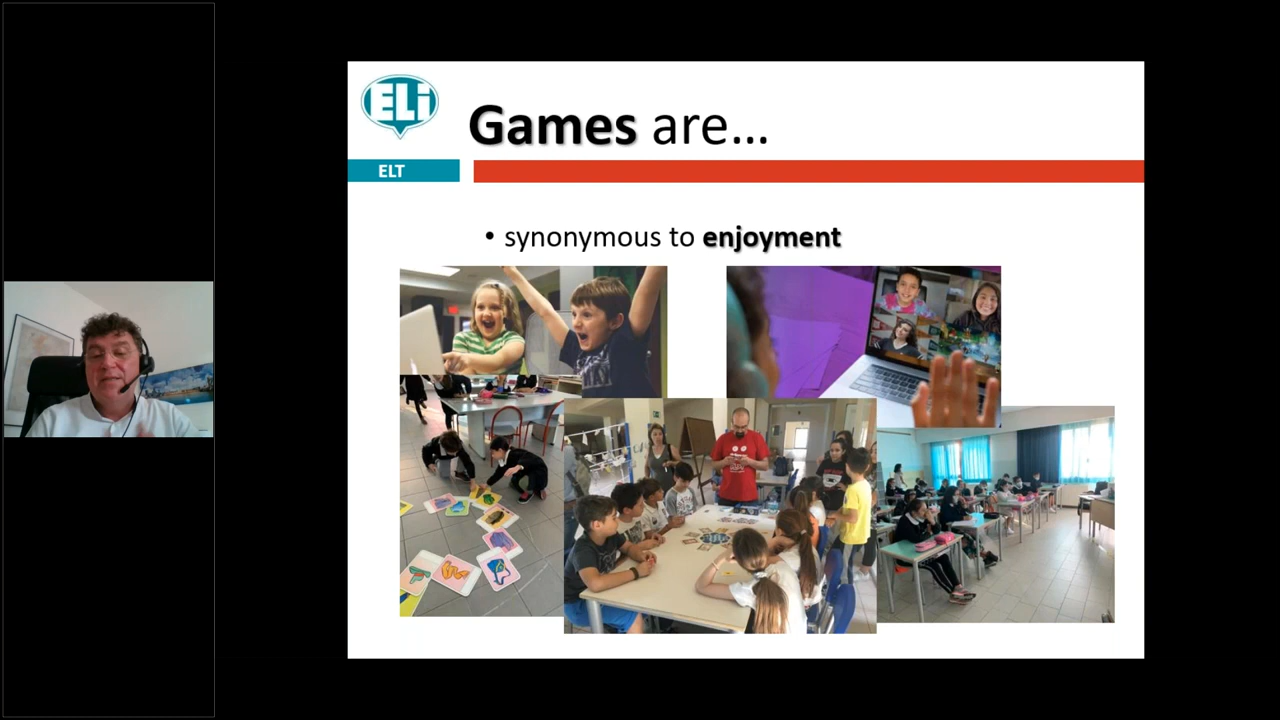 ELi
Games are...
ELT
• synonymous to enjoyment